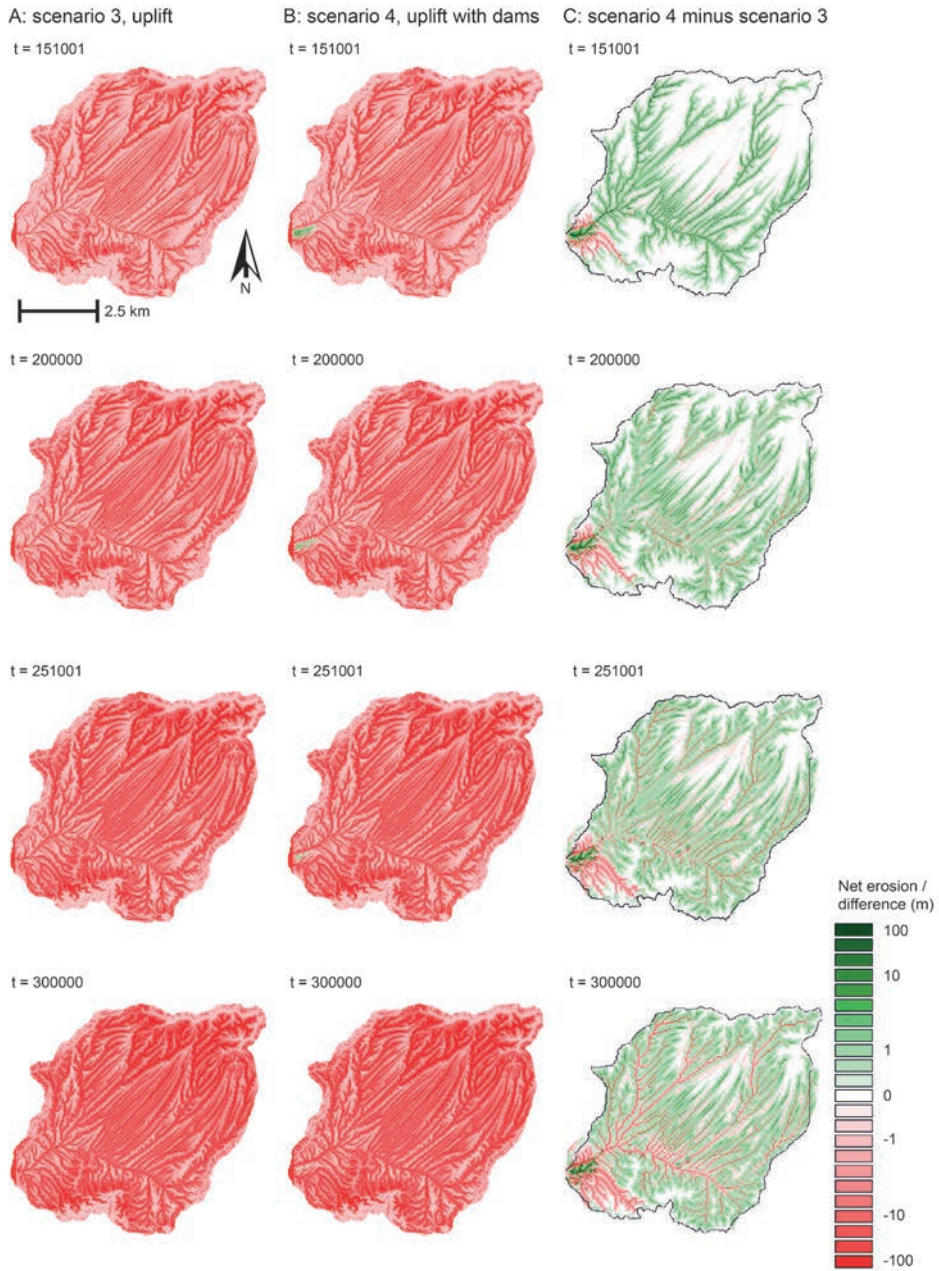 A: scenario 3, uplift
B: scenario 4, uplift with dams
C: scenario 4 minus scenario 3
t = 151001
t = 151001
t = 151001
N
2.5 km
t = 200000
t = 200000
t = 200000
t = 251001
t = 251001
t = 251001
t = 300000
t = 300000
t = 300000
Net erosion /
difference (m)
100
10
1
0
-1
-10
-100